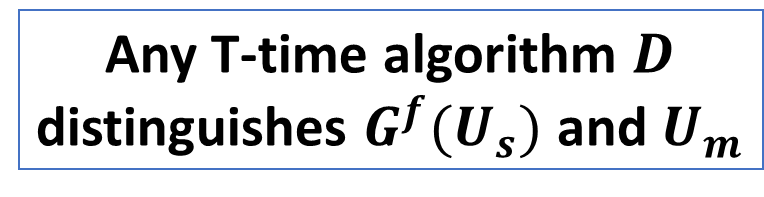 Any T-time algorithm D
distinguishes G^f(U_s) and U_m